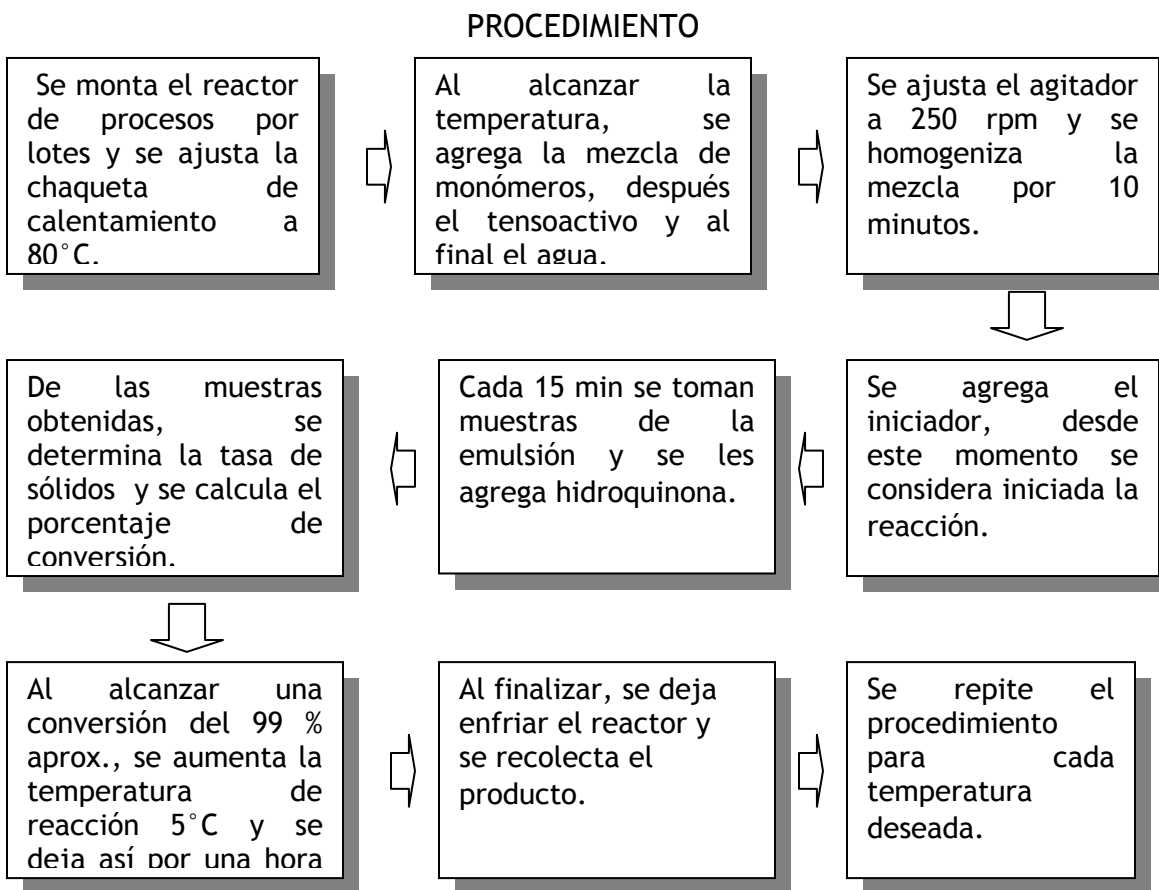 PROCEDIMIENTO
Se monta el reactor
de procesos por
lotes y se ajusta la
chaqueta de
calentamiento a
80°C.
Al alcanzar la
temperatura, se
agrega la mezcla de
monómeros, después
el tensoactivo y al
final el agua.
Se ajusta el agitador
a 250 rpm y se
homogeniza la
mezcla por 10
minutos.
Se agrega el
iniciador, desde
este momento se
considera iniciada la
reacción.
Cada 15 min se toman
muestras de la
emulsión y se les
agrega hidroquinona.
De las muestras
obtenidas, se
determina la tasa de
sólidos y se calcula el
porcentaje de
conversión.
Al alcanzar una
conversión del 99 %
aprox., se aumenta la
temperatura de
reacción 5°C y se
deja así por una hora
Al finalizar, se deja
enfriar el reactor y
se recolecta el
producto.
Se repite el
procedimiento
para cada
temperatura
deseada.